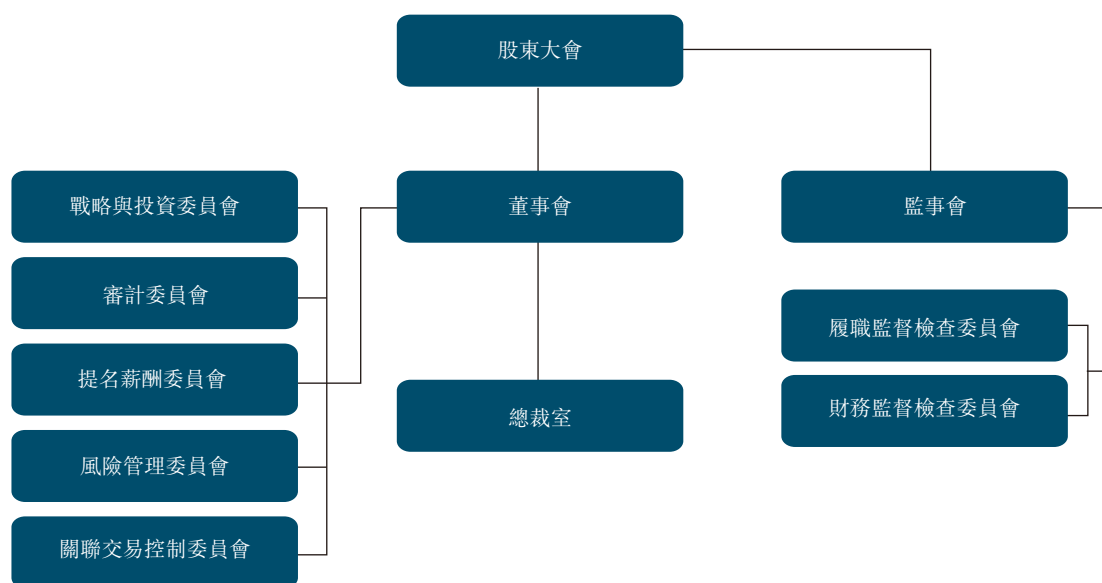 股東大會
戰略與投資委員會
董事會
監事會
審計委員會
履職監督檢查委員會
提名薪酬委員會
總裁室
財務監督檢查委員會
風險管理委員會
關聯交易控制委員會